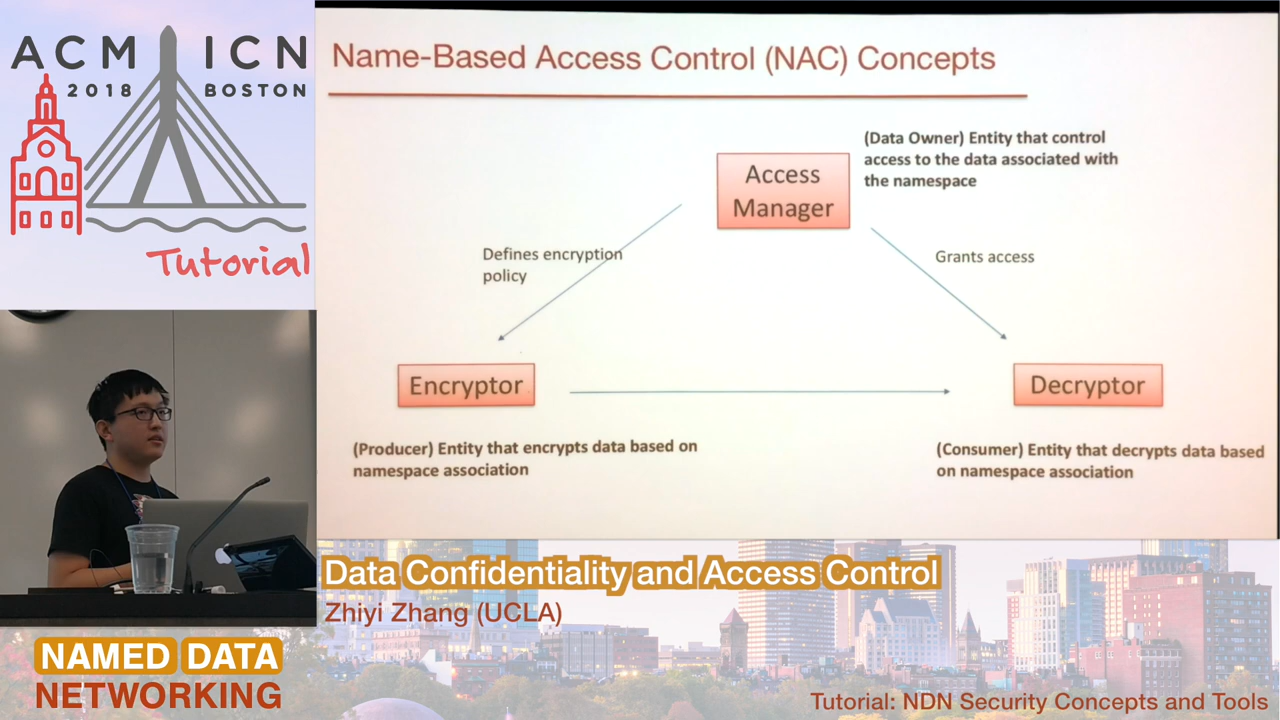 ACM ICN
2018 BOSTON
Tutorial
Name-Based Access Control (NAC) Concepts
(Data Owner) Entity that control
access to the data associated with
the namespace
Access
Manager
Defines encryption
policy
Grants access
Encryptor
Decryptor
(Producer) Entity that encrypts data based on
namespace association
(Consumer) Entity that decrypts data based
on namespace association
Data Confidentiality and Access Control
Zhiyi Zhang (UCLA)
NAMED DATA
NETWORKING
Tutorial: NDN Security Concepts and Tools